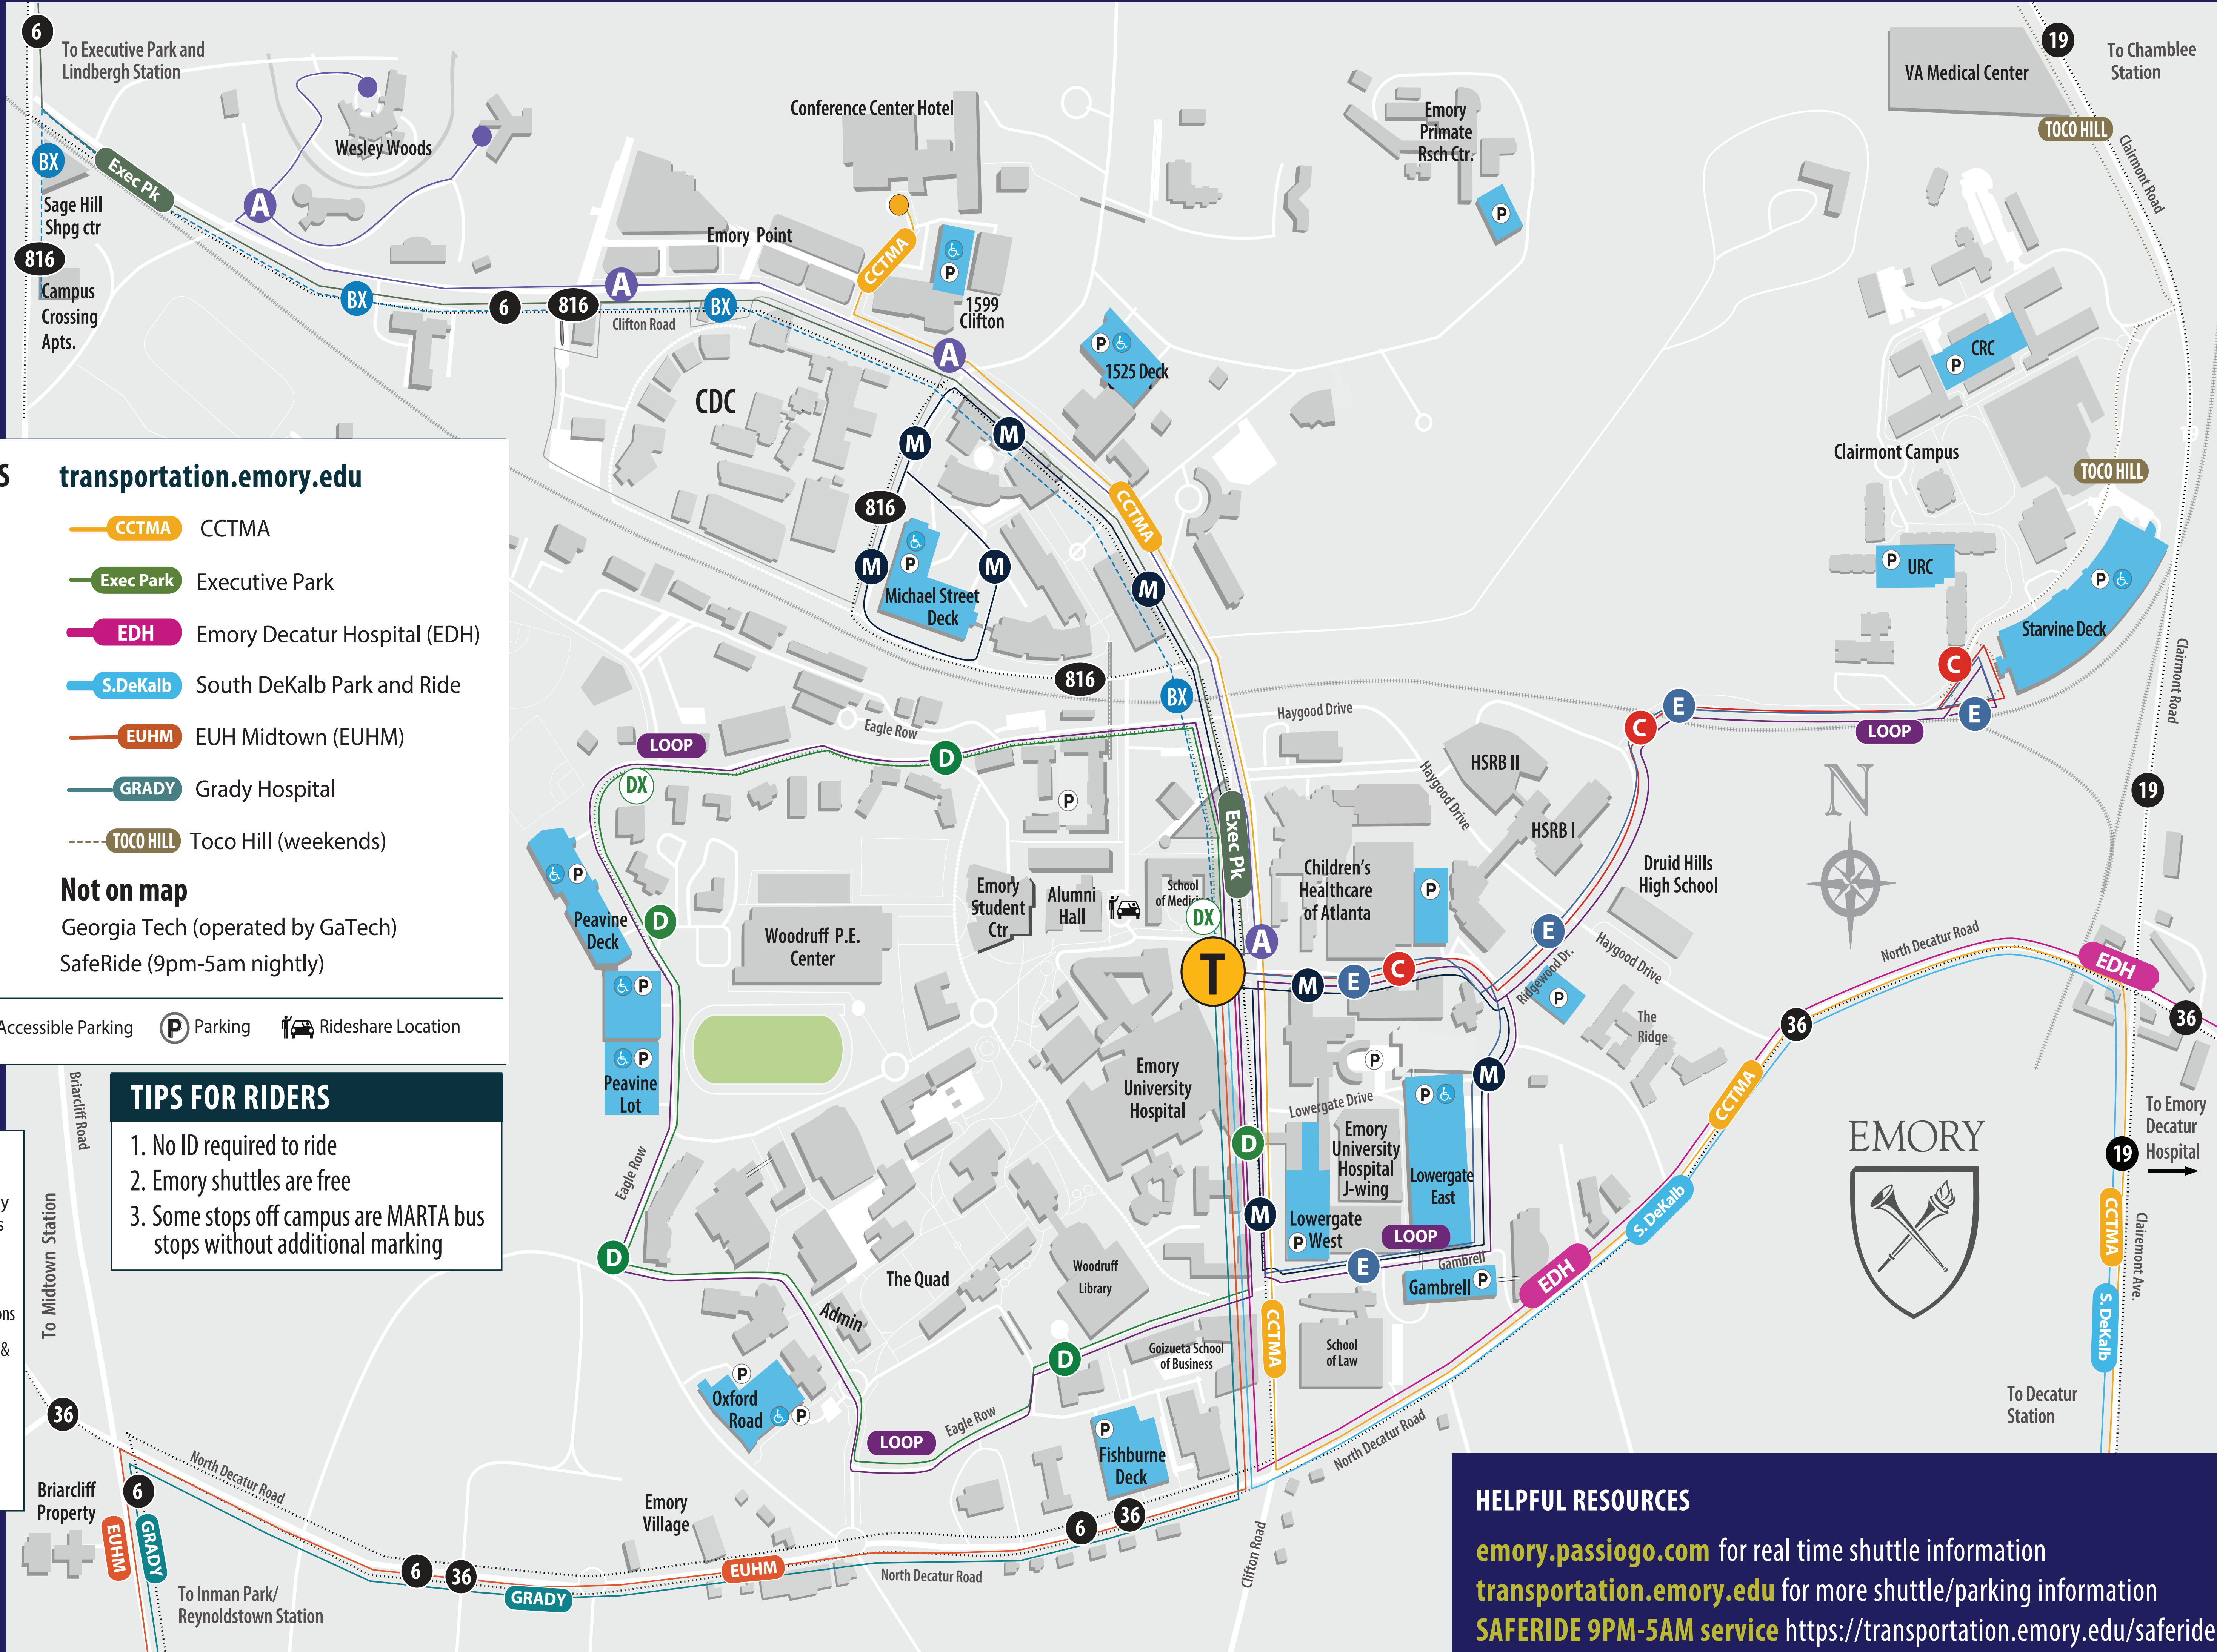 6
To Executive Park and
Lindbergh Station
BX
Exec Pk
Sage Hill
Shpg ctr
816
Campus
Crossing
Apts.
A
Wesley Woods
BX
6
816
A
Clifton Road
BX
Emory Point
Conference Center Hotel
CCTMA
P
1599
Clifton
A
P
1525 Deck
CDC
Emory
Primate
Rsch Ctr.
P
VA Medical Center
19
To Chamblee
Station
TOCO HILL
Clairmont Road
CRC
P
Clairmont Campus
TOCO HILL
P
URC
P
Starvine Deck
Clairmont Road
C
E
LOOP
E
C
M
M
816
M
P
M
Michael Street
Deck
CCTMA
M
816
BX
S
transportation.emory.edu
CCTMA
CCTMA
Exec Park
Executive Park
EDH
Emory Decatur Hospital (EDH)
S.DeKalb
South DeKalb Park and Ride
EUHM
EUH Midtown (EUHM)
GRADY
Grady Hospital
TOCO HILL
Toco Hill (weekends)
Not on map
Georgia Tech (operated by GaTech)
SafeRide (9pm-5am nightly)
Accessible Parking
P
Parking
Rideshare Location
TIPS FOR RIDERS
1. No ID required to ride
2. Emory shuttles are free
3. Some stops off campus are MARTA bus
stops without additional marking
Briarcliff Road
To Midtown Station
y
s
ons
&
LOOP
Eagle Row
D
DX
P
Haygood Drive
Haygood Drive
HSRB II
HSRB I
Exec Pk
P
Peavine
Deck
D
P
P
Peavine
Lot
Woodruff P.E.
Center
Emory
Student
Ctr
Alumni
Hall
School
of Medicine
DX
T
A
Children's
Healthcare
of Atlanta
P
Druid Hills
High School
N
19
M
E
C
E
Ridgewood Dr.
Haygood Drive
P
The
Ridge
North Decatur Road
EDH
36
36
Emory
University
Hospital
P
M
Lowergate Drive
P
D
Emory
University
Hospital
J-wing
Lowergate
East
M
Lowergate
West
P
LOOP
E
Gambrell
Gambrell
P
CCTMA
S. DeKalb
EDH
EMORY
19
To Emory
Decatur
Hospital
CCTMA
Clairemont Ave.
S. DeKalb
To Decatur
Station
Eagle Row
D
The Quad
Admin
Woodruff
Library
D
Goizueta School
of Business
CCTMA
School
of Law
P
Oxford
Road
P
LOOP
Eagle Row
P
Fishburne
Deck
North Decatur Road
Clifton Road
36
North Decatur Road
Briarcliff
Property
6
EUHM
GRADY
To Inman Park/
Reynoldstown Station
6
36
GRADY
Emory
Village
EUHM
North Decatur Road
6
36
HELPFUL RESOURCES
emory.passiogo.com for real time shuttle information
transportation.emory.edu for more shuttle/parking information
SAFERIDE 9PM-5AM service https://transportation.emory.edu/saferide